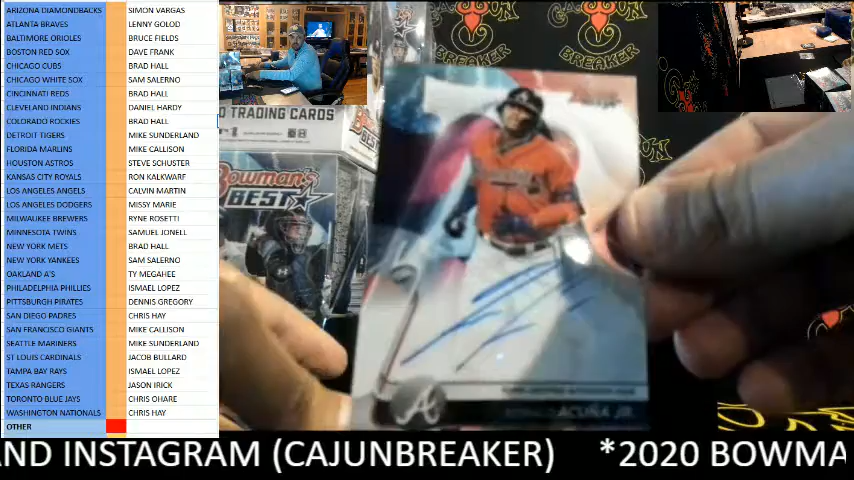 ARIZONA DIAMONDBACKS SIMON VARGAS
ATLANTA BRAVES LENNY GOLOD
BALTIMORE ORIOLES BRUCE FIELDS
BOSTON RED SOX DAVE FRANK
CHICAGO CUBS BRAD HALL
CHICAGO WHITE SOX SAM SALERNO
CINCINNATI REDS BRAD HALL
CLEVELAND INDIANS DANIEL HARDY
COLORADO ROCKIES BRAD HALL
DETROIT TIGERS MIKE SUNDERLAND
FLORIDA MARLINS MIKE CALLISON
HOUSTON ASTROS STEVE SCHUSTER
KANSAS CITY ROYALS RON KALKWARF
LOS ANGELES ANGELS CALVIN MARTIN
LOS ANGELES DODGERS MISSY MARIE
MILWAUKEE BREWERS RYNE ROSETTI
MINNESOTA TWINS SAMUEL JONELL
NEW YORK METS BRAD HALL
NEW YORK YANKEES SAM SALERNO
OAKLAND A'S TY MEGAHEE
PHILADELPHIA PHILLIES ISMAEL LOPEZ
PITTSBURGH PIRATES DENNIS GREGORY
SAN DIEGO PADRES CHRIS HAY
SAN FRANCISCO GIANTS MIKE CALLISON
SEATTLE MARINERS MIKE SUNDERLAND
ST LOUIS CARDINALS JACOB BULLARD
TAMPA BAY RAYS ISMAEL LOPEZ
TEXAS RANGERS JASON IRICK
TORONTO BLUE JAYS CHRIS OHARE
WASHINGTON NATIONALS CHRIS HAY
OTHER
BREAKER
BREAKER
TRADING CARDS
Bowman's
BEST
A
ACUÑA JR.
ND INSTAGRAM (CAJUNBREAKER) *2020 BOWMA